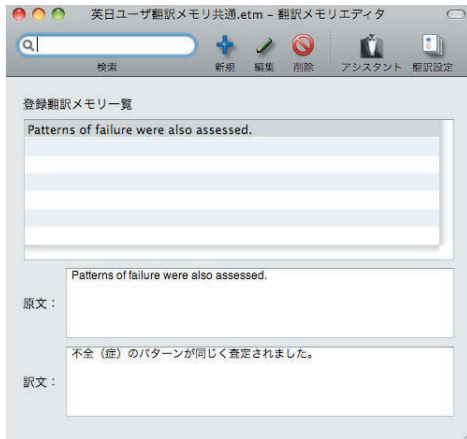 英日ユーザ翻訳メモリ共通.etm – 翻訳メモリエディタ
検索 新規 編集 削除 アシスタント 翻訳設定
登録翻訳メモリ一覧
Patterns of failure were also assessed.
原文： Patterns of failure were also assessed.
訳文： 不全（症）のパターンが同じく査定されました。